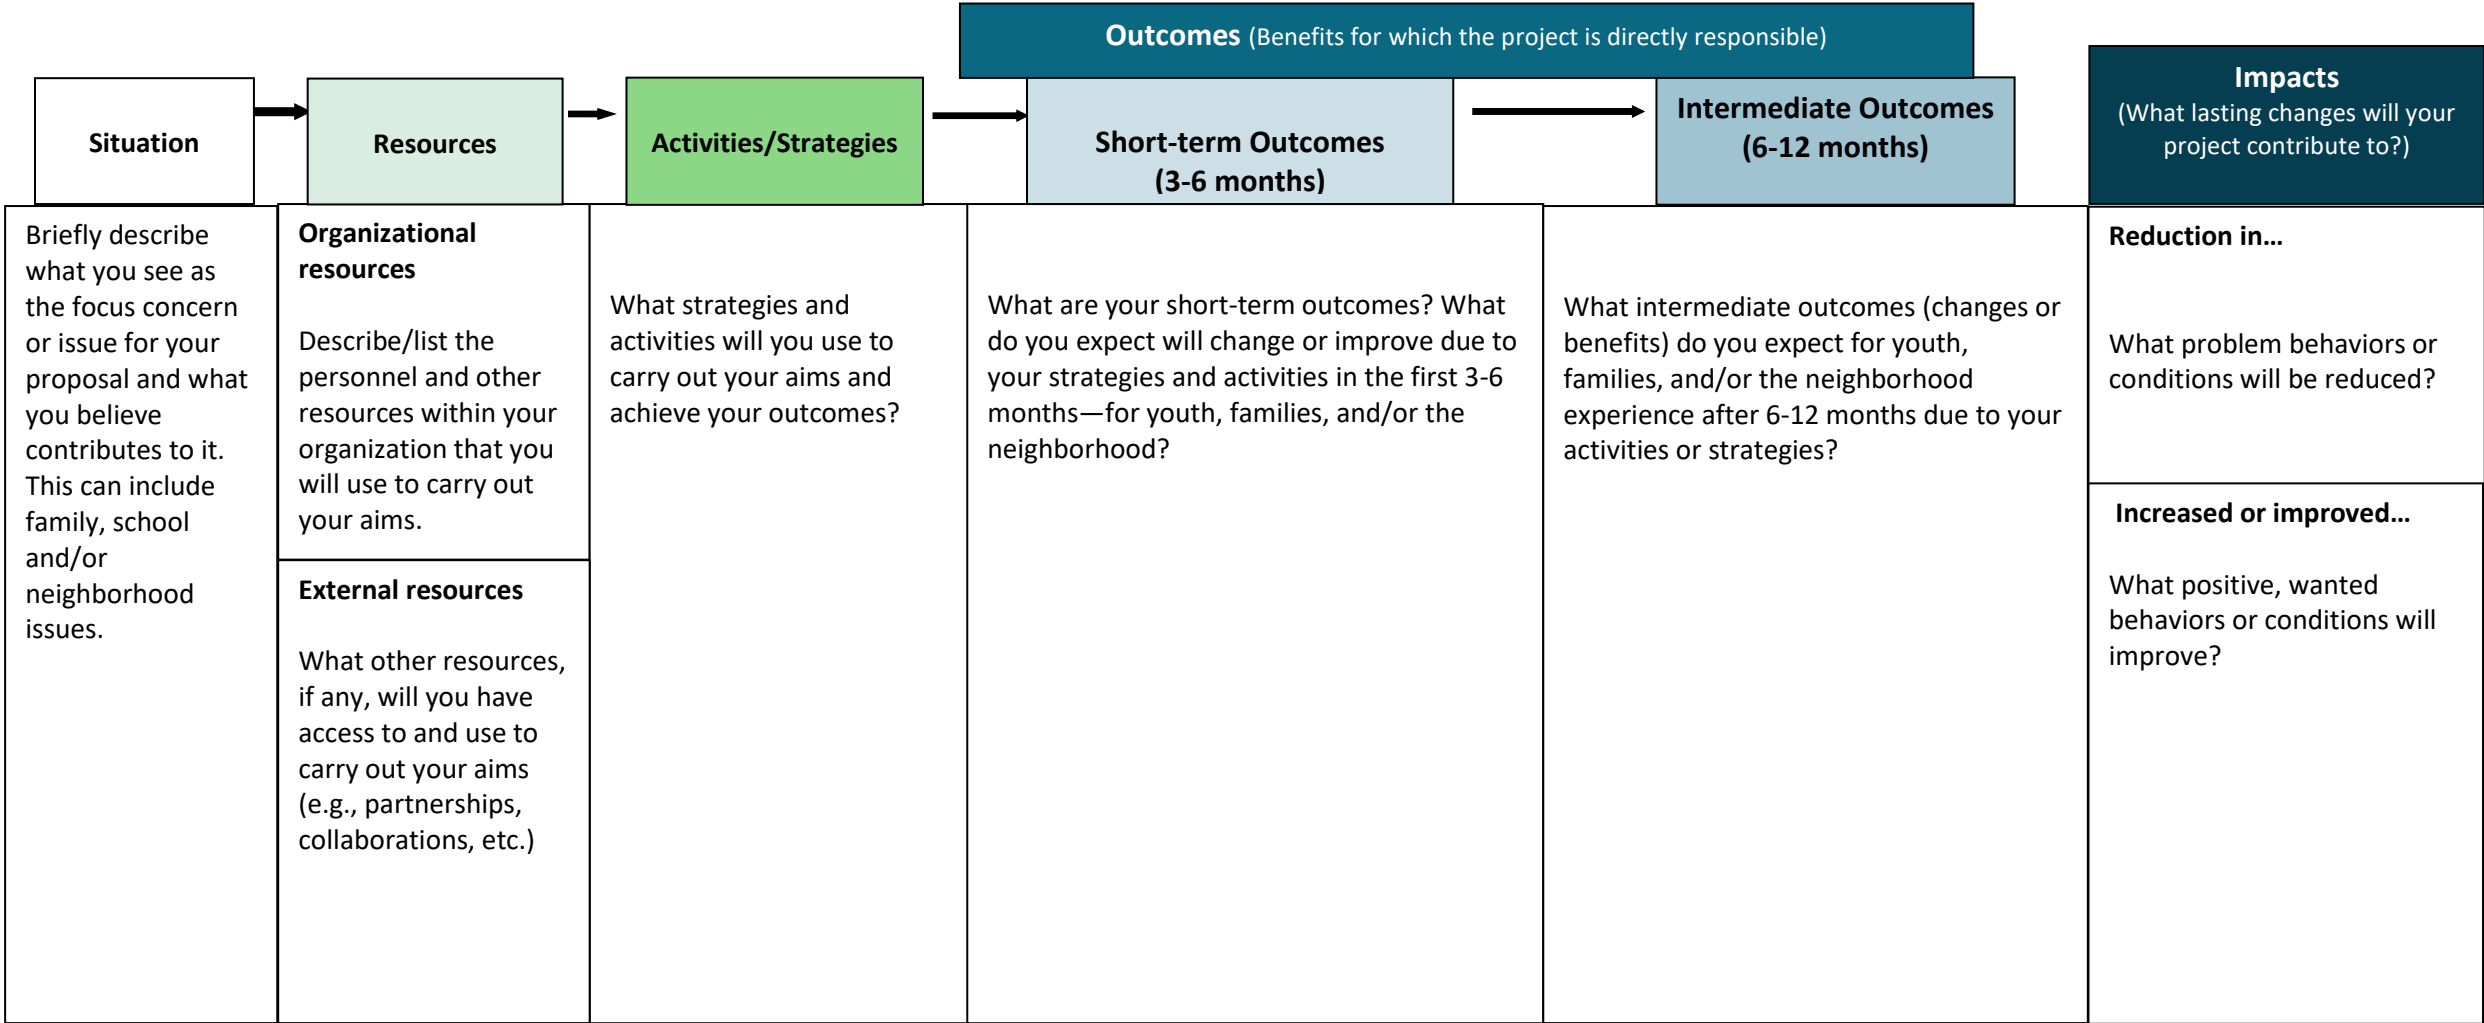 Outcomes (Benefits for which the project is directly responsible)
Situation
Resources
Activities/Strategies
Short-term Outcomes
(3-6 months)
Intermediate Outcomes
(6-12 months)
Impacts
(What lasting changes will your
project contribute to?)
Briefly describe
what you see as
the focus concern
or issue for your
proposal and what
you believe
contributes to it.
This can include
family, school
and/or
neighborhood
issues.
Organizational
resources
Describe/list the
personnel and other
resources within your
organization that you
will use to carry out
your aims.
External resources
What other resources,
if any, will you have
access to and use to
carry out your aims
(e.g., partnerships,
collaborations, etc.)
What strategies and
activities will you use to
carry out your aims and
achieve your outcomes?
What are your short-term outcomes? What
do you expect will change or improve due to
your strategies and activities in the first 3-6
months—for youth, families, and/or the
neighborhood?
What intermediate outcomes (changes or
benefits) do you expect for youth,
families, and/or the neighborhood
experience after 6-12 months due to your
activities or strategies?
Reduction in…
What problem behaviors or
conditions will be reduced?
Increased or improved…
What positive, wanted
behaviors or conditions will
improve?